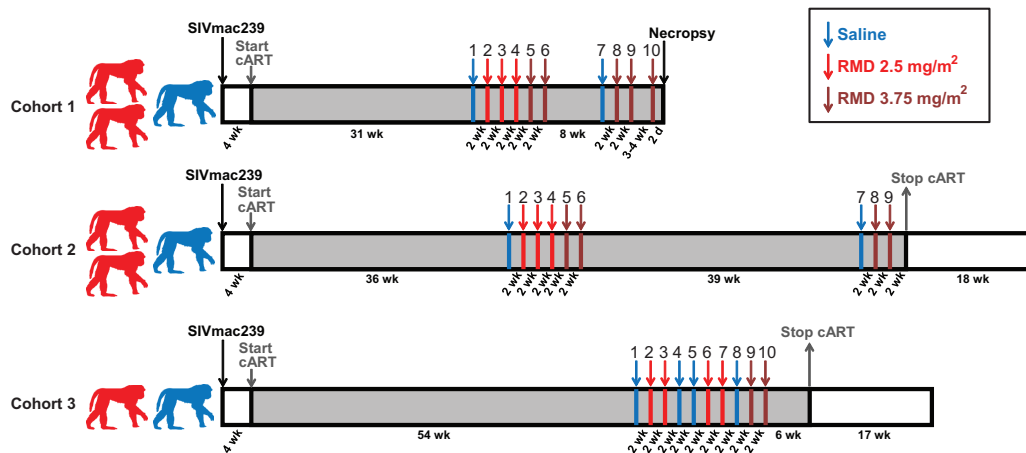 SIVmac239
Start
cART
Necropsy
1 2 3 4 5 6 7 8 9 10
Cohort 1
4 wk
31 wk
2 wk 2 wk 2 wk 2 wk 2 wk
8 wk
2 wk 2 wk 3-4 wk 2 d
Saline
RMD 2.5 mg/m²
RMD 3.75 mg/m²
SIVmac239
Start
cART
Stop cART
1 2 3 4 5 6 7 8 9
Cohort 2
4 wk
36 wk
2 wk 2 wk 2 wk 2 wk 2 wk
39 wk
2 wk 2 wk 2 wk
18 wk
SIVmac239
Start
cART
Stop cART
1 2 3 4 5 6 7 8 9 10
Cohort 3
4 wk
54 wk
2 wk 2 wk 2 wk 2 wk 2 wk 2 wk 2 wk 2 wk 2 wk
6 wk
17 wk